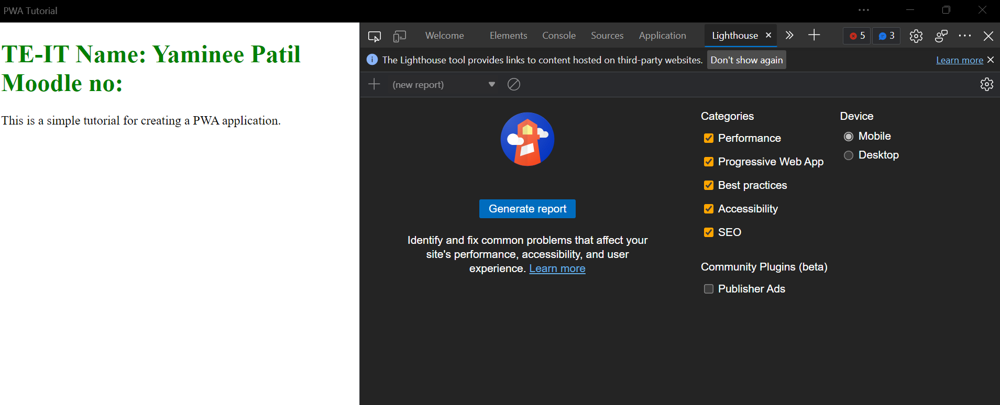 PWA Tutorial
TE-IT Name: Yaminee Patil
Moodle no:
This is a simple tutorial for creating a PWA application.
Welcome Elements Console Sources Application Lighthouse 5 3
The Lighthouse tool provides links to content hosted on third-party websites. Don't show again Learn more
(new report)
Generate report
Identify and fix common problems that affect your
site's performance, accessibility, and user
experience. Learn more
Categories
Performance
Progressive Web App
Best practices
Accessibility
SEO
Community Plugins (beta)
Publisher Ads
Device
Mobile
Desktop